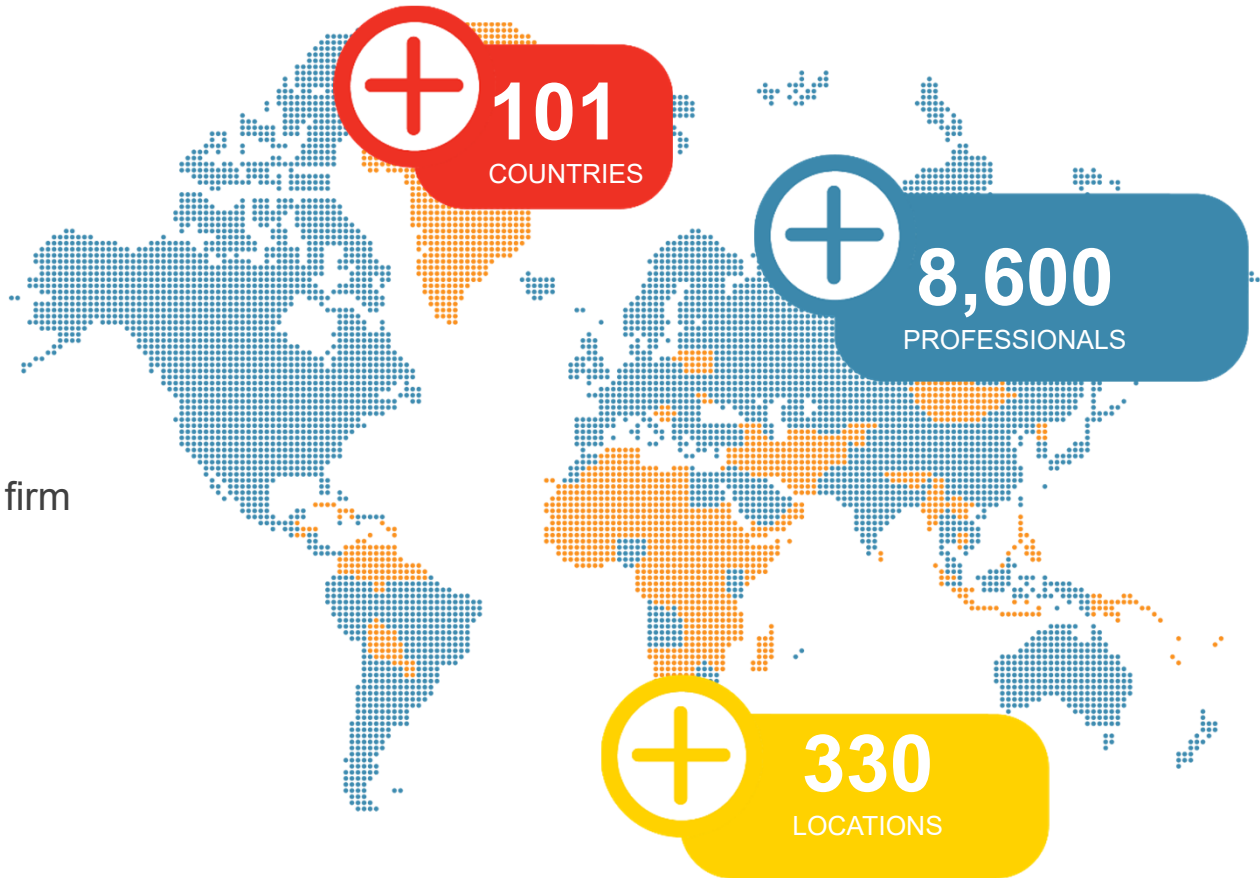 101
COUNTRIES
8,600
PROFESSIONALS
firm
330
LOCATIONS